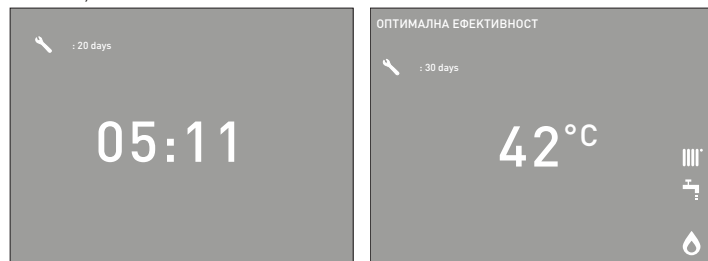 : 20 days
05:11
ОПТИМАЛНА ЕФЕКТИВНОСТ
: 30 days
42°C